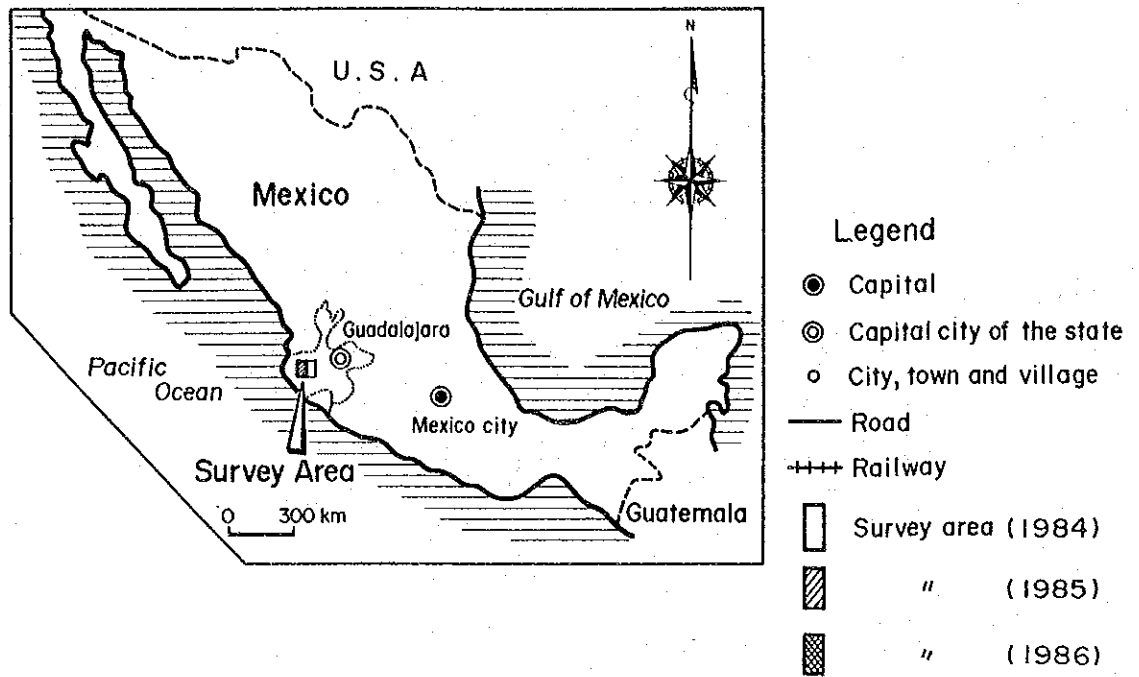 N
U.S.A
Mexico
Gulf of Mexico
Guadalajara
Pacific
Ocean
Mexico city
Survey Area
0 300 km
Guatemala
Legend
Capital
Capital city of the state
City, town and village
Road
Railway
Survey area (1984)
" (1985)
" (1986)